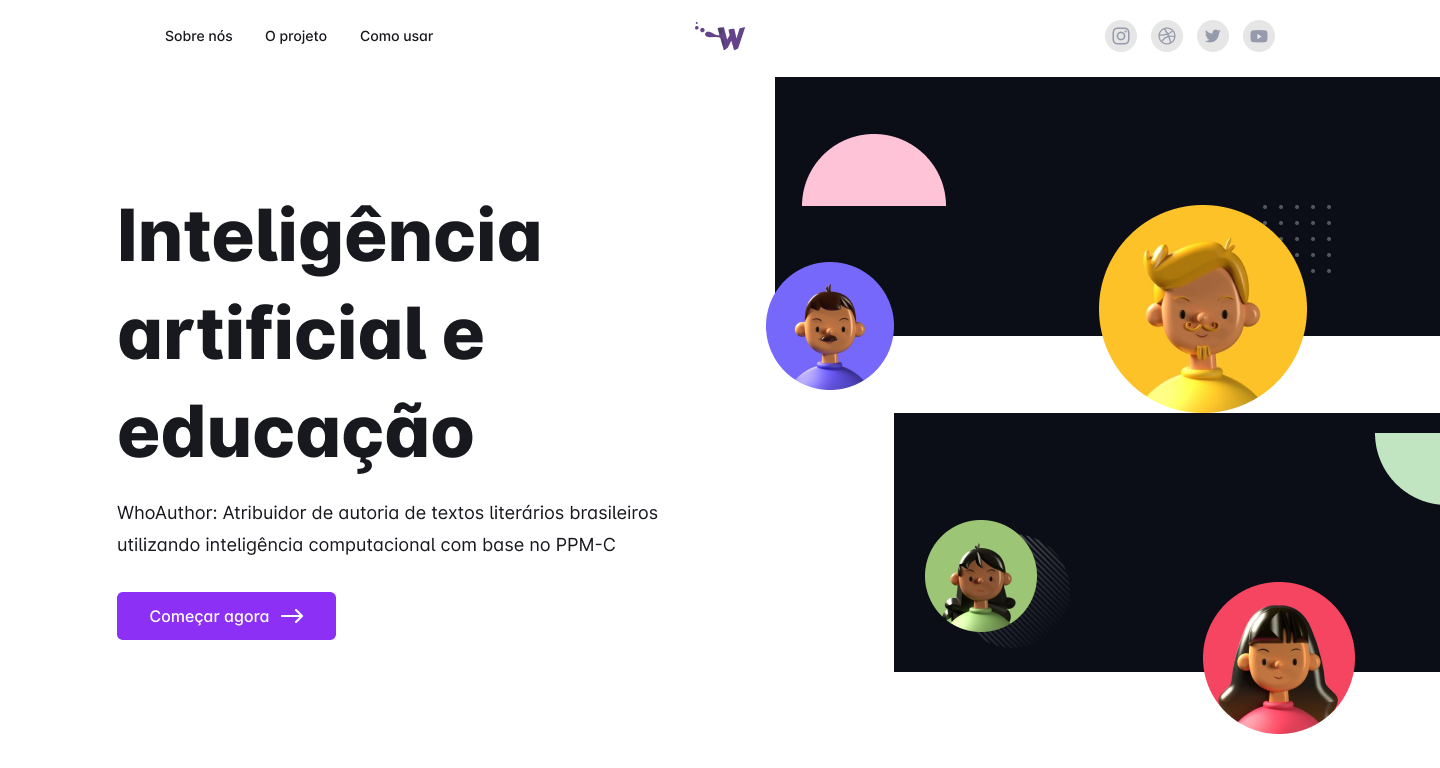 Sobre nós
O projeto
Como usar
W
Inteligência
artificial e
educação
WhoAuthor: Atribuidor de autoria de textos literários brasileiros
utilizando inteligência computacional com base no PPM-C
Começar agora